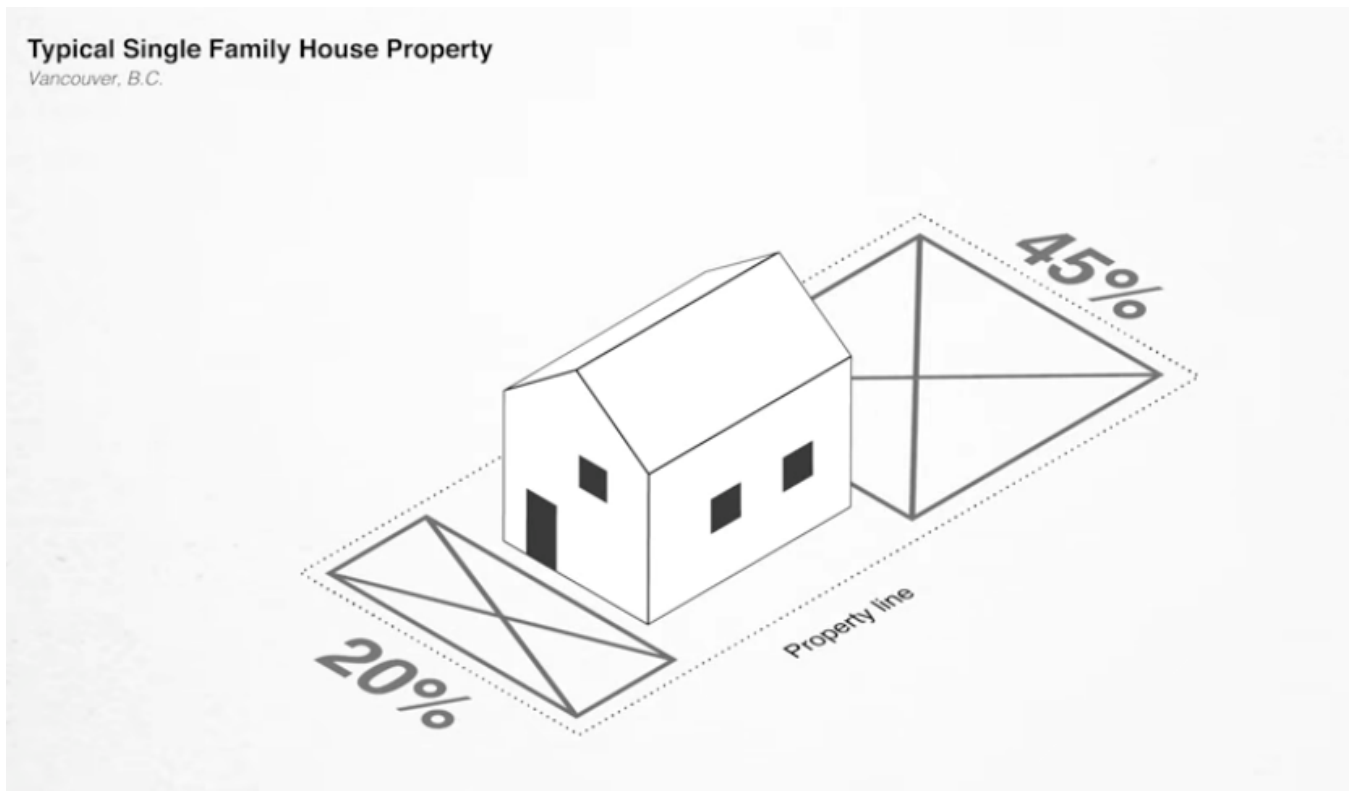 Typical Single Family House Property
Vancouver, B.C.
45%
Property line
20%